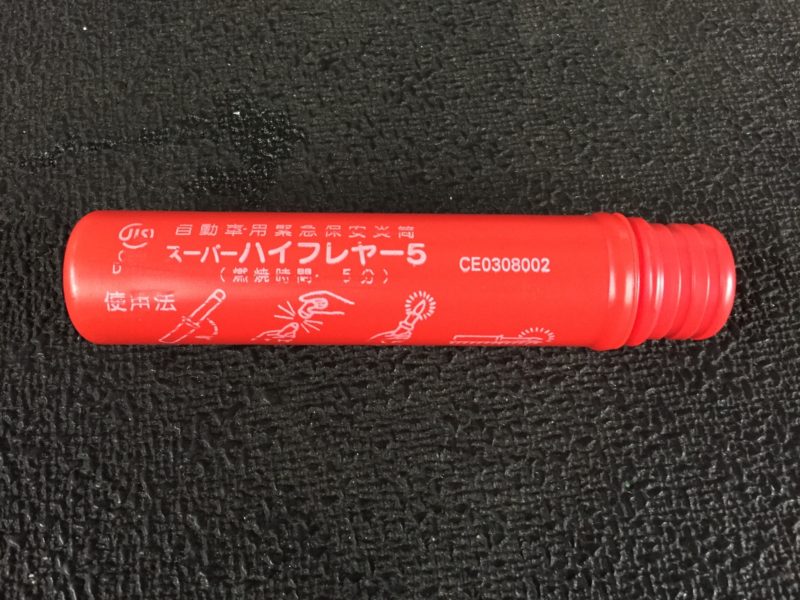 自動車用緊急保安炎筒
スーパーハイフレヤー5
(燃焼時間・5分)
CE0308002
使用法